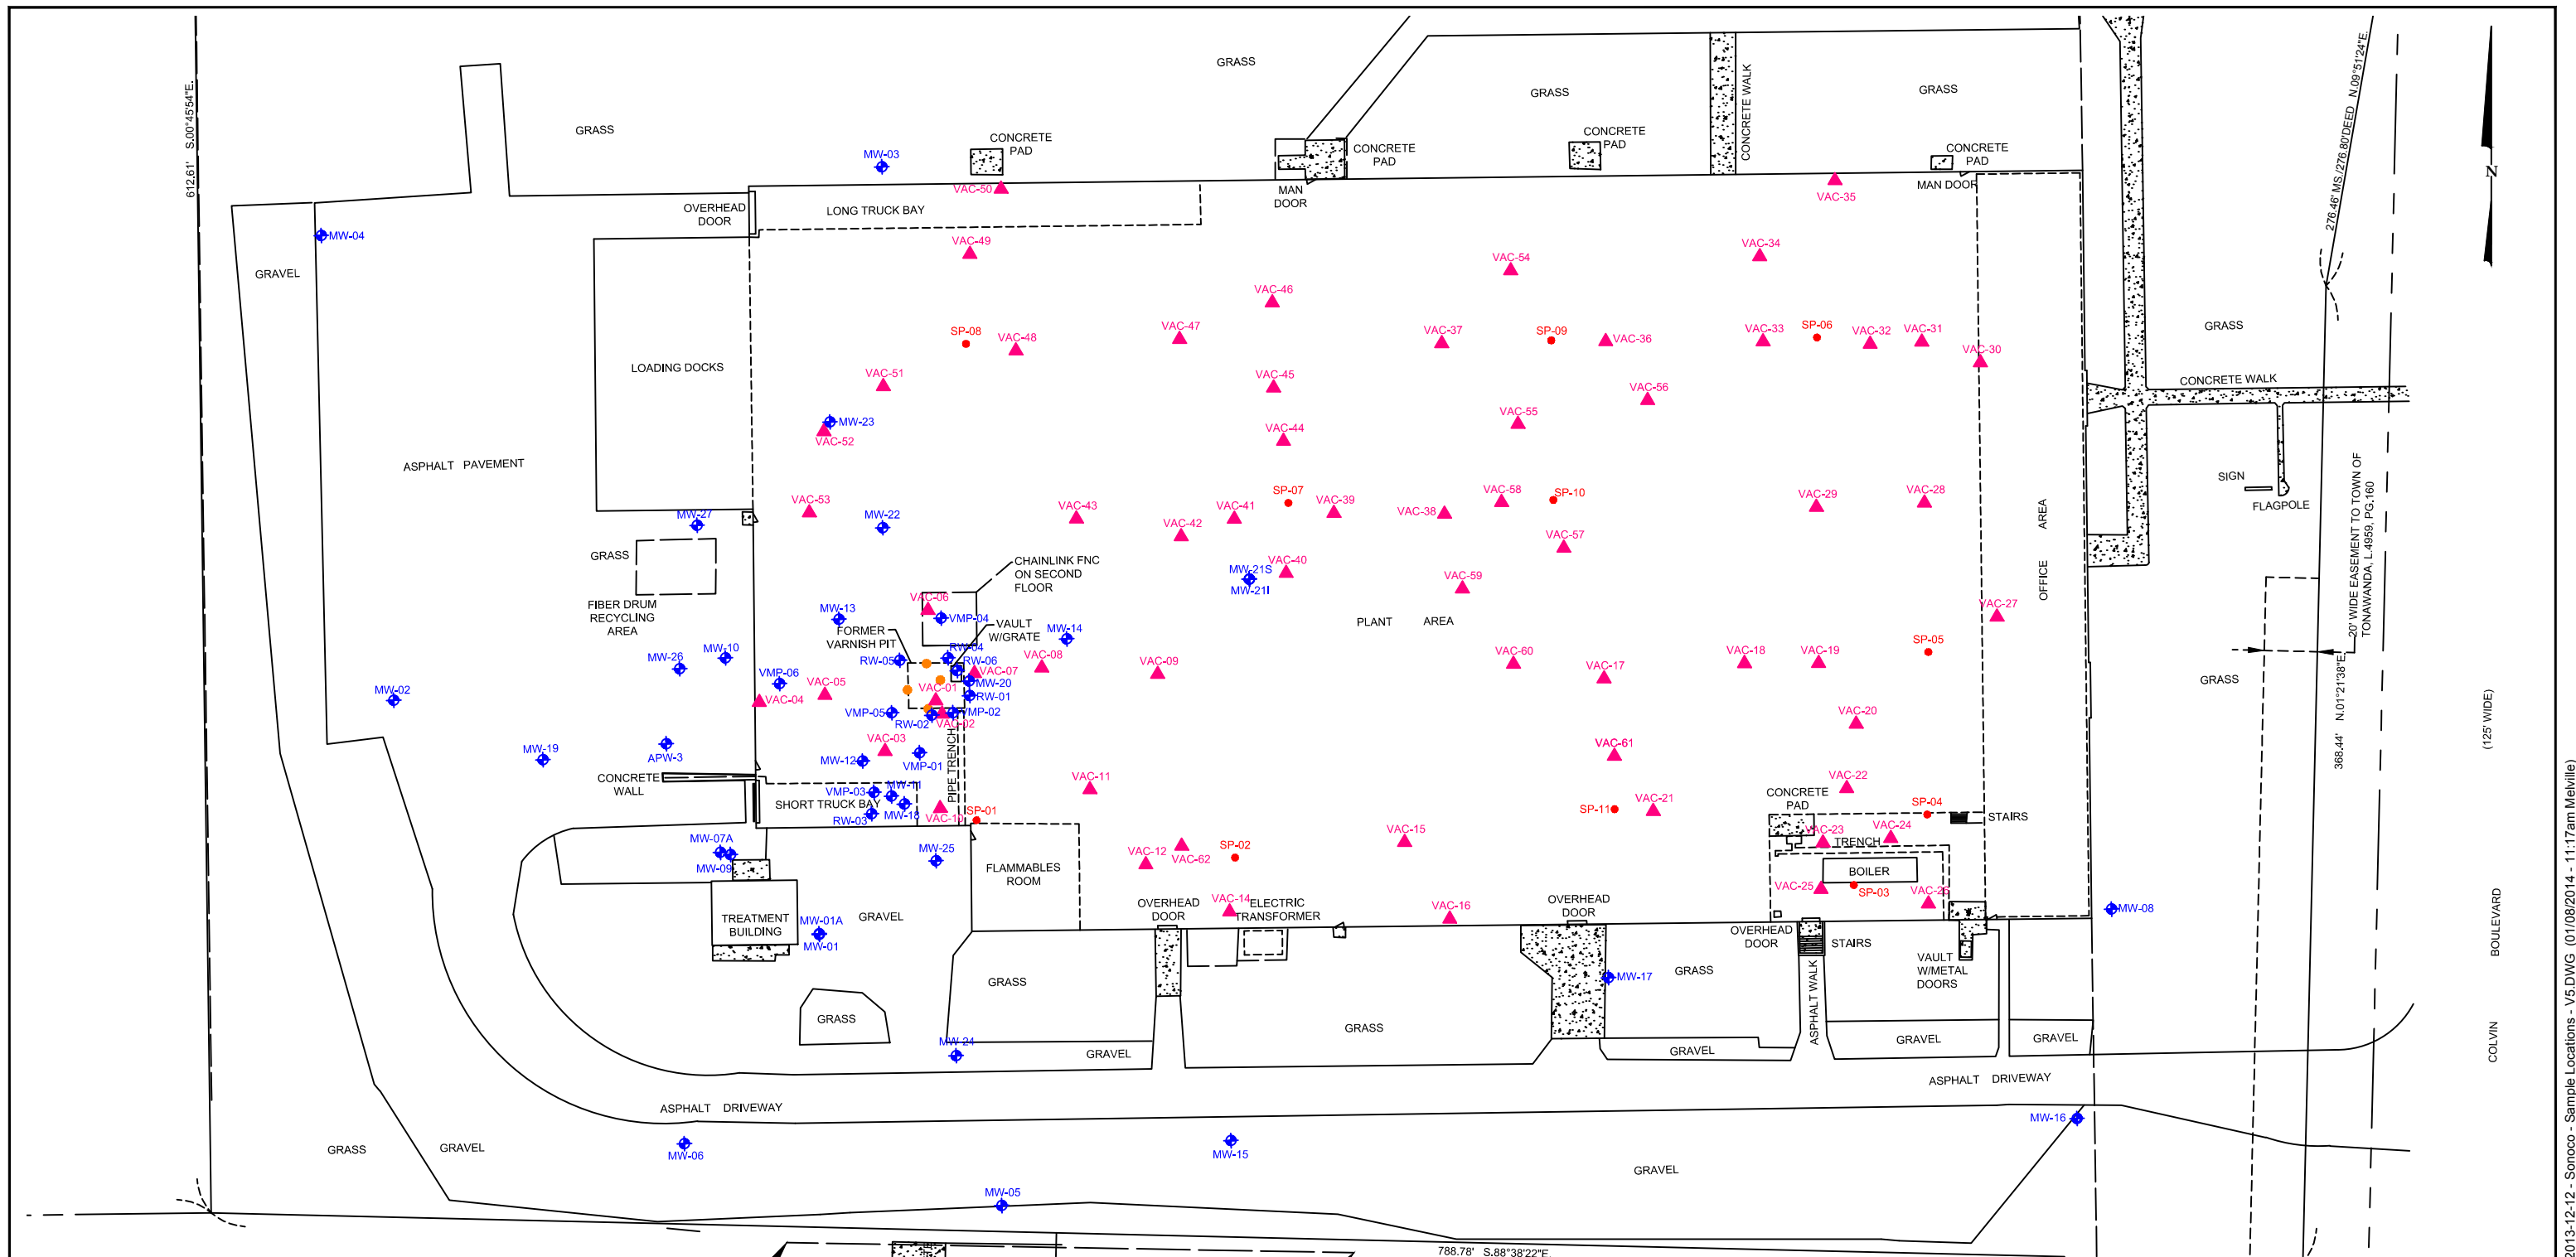 GRASS
GRASS
GRASS
GRASS
CONCRETE WALK
612.61' S.00°45'54"E.
276.46' MS./276.80'DEED N.09°51'24"E.
N
CONCRETE
PAD
CONCRETE
PAD
CONCRETE
PAD
CONCRETE
PAD
MW-03
VAC-50
MAN
DOOR
MAN DOOR
VAC-35
OVERHEAD
DOOR
LONG TRUCK BAY
MW-04
GRAVEL
VAC-49
VAC-54
VAC-34
VAC-46
SP-08
VAC-48
VAC-47
VAC-37
SP-09
VAC-36
VAC-33
SP-06
VAC-32
VAC-31
VAC-30
GRASS
LOADING DOCKS
VAC-51
VAC-45
VAC-56
CONCRETE WALK
MW-23
VAC-52
VAC-44
VAC-55
ASPHALT PAVEMENT
SIGN
FLAGPOLE
20' WIDE EASEMENT TO TOWN OF
TONAWANDA, L.4959, PG.160
VAC-53
MW-27
MW-22
VAC-43
VAC-42
VAC-41
SP-07
VAC-39
VAC-38
VAC-58
SP-10
VAC-29
VAC-28
OFFICE AREA
GRASS
CHAINLINK FNC
ON SECOND
FLOOR
MW-21S
MW-21I
VAC-40
VAC-57
VAC-59
FIBER DRUM
RECYCLING
AREA
MW-13
VAC-06
VMP-04
VAULT
W/GRATE
MW-14
PLANT AREA
VAC-27
FORMER
VARNISH PIT
SP-05
MW-10
MW-26
RW-05
RW-04
RW-06
VAC-07
VAC-08
VAC-09
VAC-60
VAC-17
VAC-18
VAC-19
GRASS
MW-02
VMP-06
VAC-04
VAC-05
VAC-01
MW-20
RW-01
VMP-05
RW-02
VAC-02
VMP-02
VAC-20
368.44' N.01°21'38"E.
(125' WIDE)
MW-19
APW-3
VAC-03
MW-12
VMP-01
PIPE TRENCH
VAC-61
CONCRETE
WALL
SHORT TRUCK BAY
VMP-03
MW-11
RW-03
MW-18
VAC-10
SP-01
VAC-11
VAC-22
CONCRETE
PAD
SP-11
VAC-21
SP-04
STAIRS
MW-07A
MW-09
MW-25
FLAMMABLES
ROOM
VAC-12
VAC-62
SP-02
VAC-15
VAC-23
VAC-24
TRENCH
BOILER
VAC-25
SP-03
VAC-26
TREATMENT
BUILDING
MW-01A
MW-01
GRAVEL
OVERHEAD
DOOR
VAC-14
ELECTRIC
TRANSFORMER
VAC-16
OVERHEAD
DOOR
OVERHEAD
DOOR
STAIRS
MW-08
VAULT
W/METAL
DOORS
MW-17
GRASS
GRASS
GRASS
GRASS
ASPHALT WALK
COLVIN BOULEVARD
MW-24
GRAVEL
GRAVEL
GRAVEL
GRAVEL
ASPHALT DRIVEWAY
ASPHALT DRIVEWAY
MW-16
GRASS
GRAVEL
MW-06
MW-15
GRAVEL
MW-05
788.78' S.88°38'22"E.
2013-12-12 - Sonoco - Sample Locations - V5.DWG (01/08/2014 - 11:17am Melville)